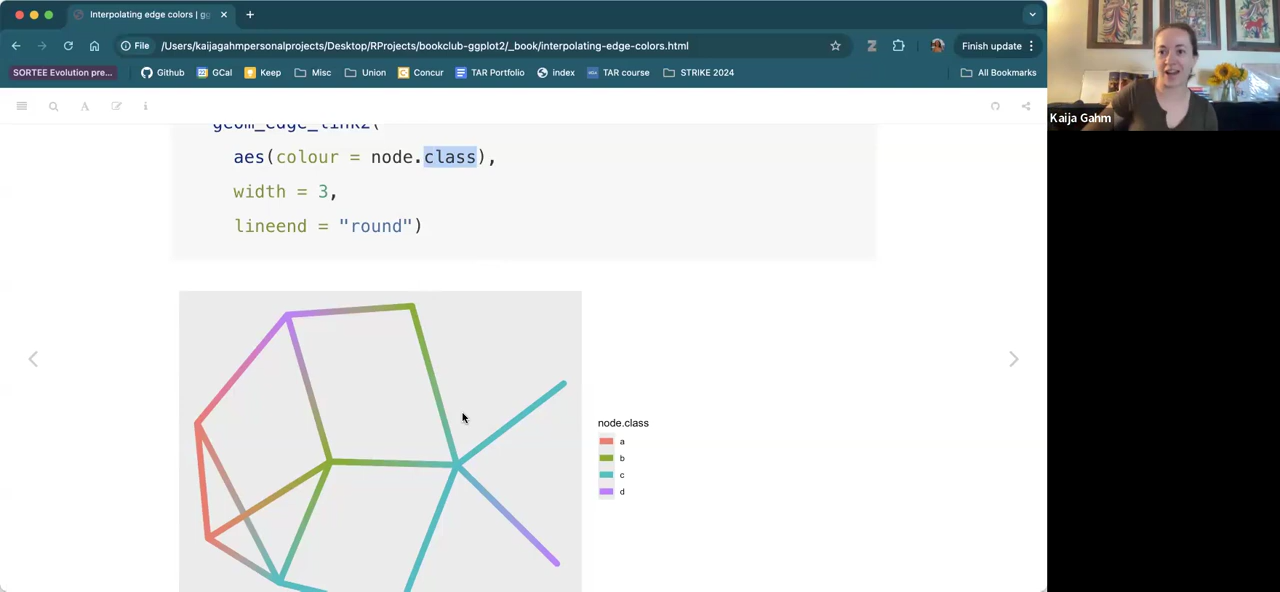 Interpolating edge colors | gg
File /Users/kaijagahmpersonalprojects/Desktop/RProjects/bookclub-ggplot2/_book/interpolating-edge-colors.html Finish update
SORTEE Evolution pre... Github GCal Keep Misc Union Concur TAR Portfolio index TAR course STRIKE 2024 All Bookmarks
Kaija Gahm
geom_edge_link2(
aes(colour = node.class),
width = 3,
lineend = "round")
node.class
a
b
c
d